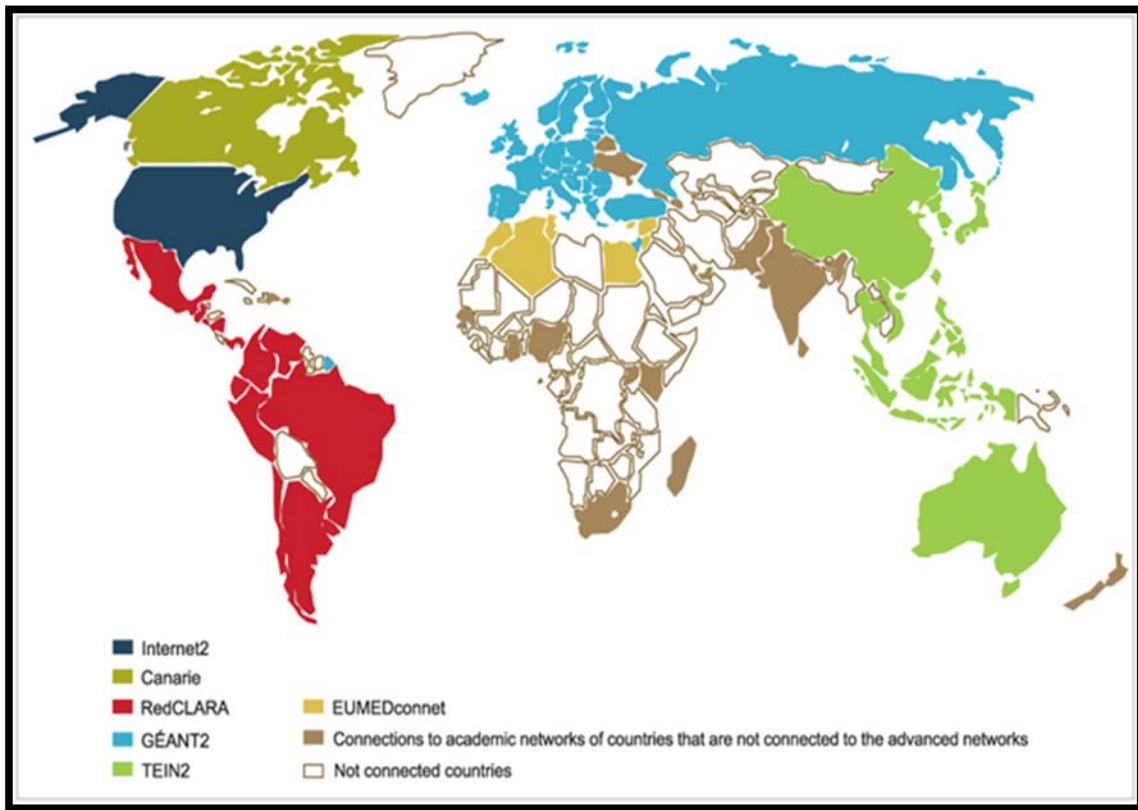 Internet2
Canarie
RedCLARA
GÉANT2
TEIN2
EUMEDconnet
Connections to academic networks of countries that are not connected to the advanced networks
Not connected countries